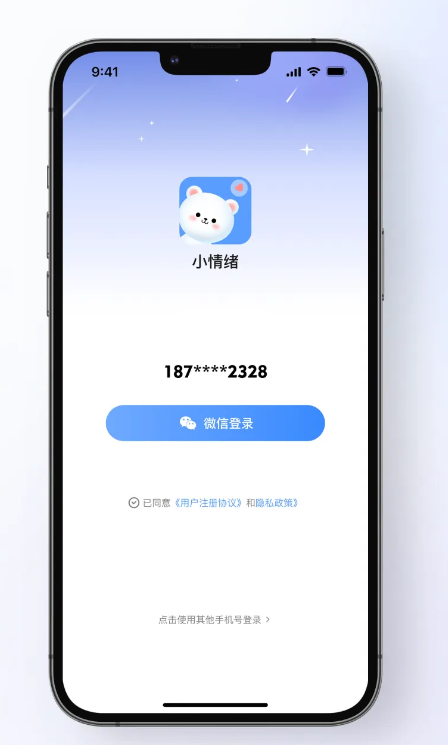 9:41
小情绪
187****2328
微信登录
已同意《用户注册协议》和隐私政策》
点击使用其他手机号登录 >